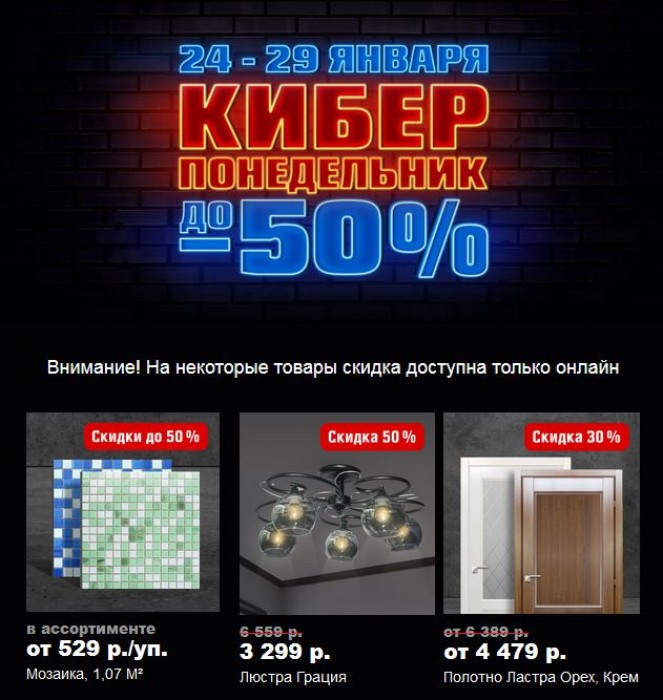 24 - 29 ЯНВАРЯ
КИБЕР
ПОНЕДЕЛЬНИК
ДО
-50%
Внимание! На некоторые товары скидка доступна только онлайн
Скидки до 50 %
Скидка 50 %
Скидка 30 %
в ассортименте
от 529 р./уп.
Мозаика, 1,07 М²
6 559 р.
3 299 р.
Люстра Грация
от 6 389 р.
от 4 479 р.
Полотно Ластра Орех, Крем